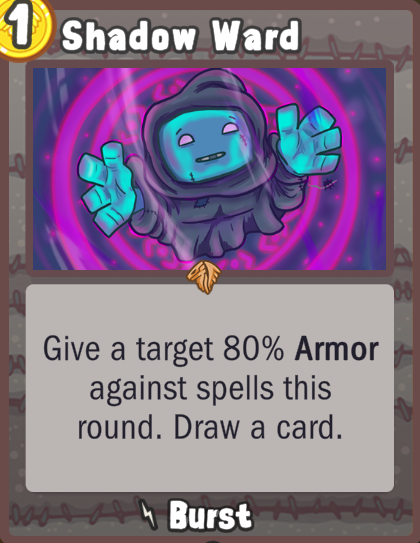 1
Shadow Ward
Give a target 80% Armor
against spells this
round. Draw a card.
Burst